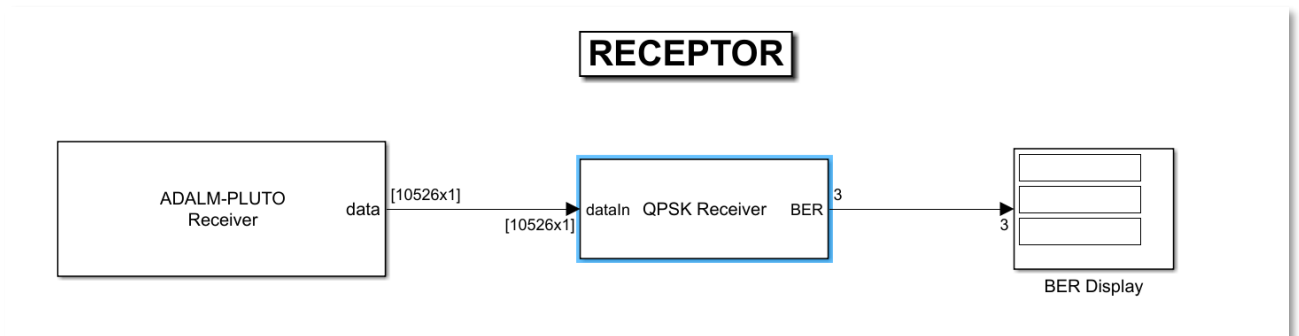 RECEPTOR
ADALM-PLUTO
Receiver
data
[10526x1]
[10526x1]
dataIn
QPSK Receiver
BER
3
3
BER Display